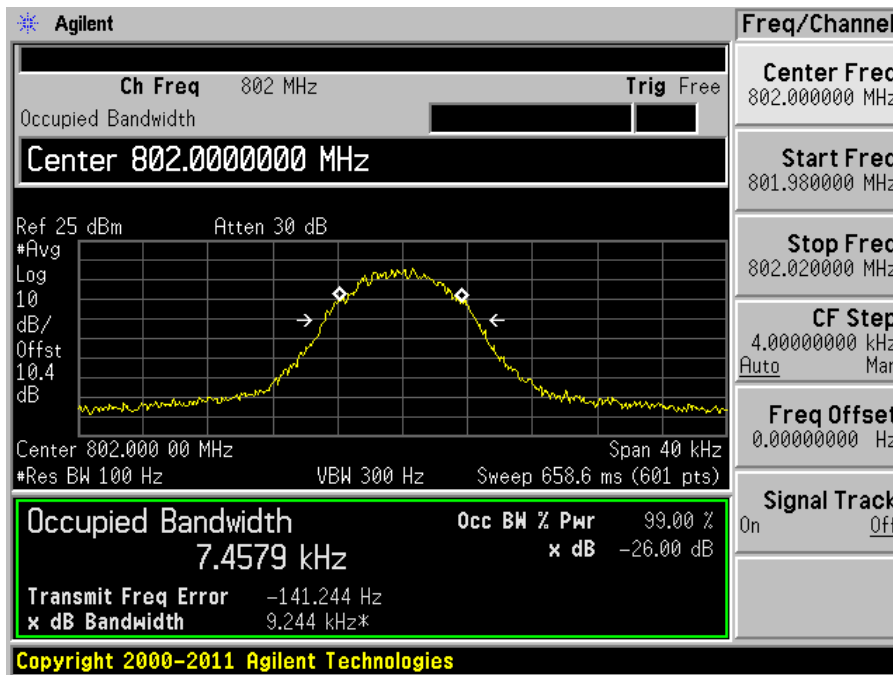 Agilent
Freq/Channel
Ch Freq 802 MHz Trig Free
Occupied Bandwidth
Center 802.0000000 MHz
Ref 25 dBm Atten 30 dB
#Avg
Log
10
dB/
Offst
10.4
dB
Center 802.000 00 MHz Span 40 kHz
#Res BW 100 Hz VBW 300 Hz Sweep 658.6 ms (601 pts)
Occupied Bandwidth Occ BW % Pwr 99.00 %
7.4579 kHz x dB -26.00 dB
Transmit Freq Error -141.244 Hz
x dB Bandwidth 9.244 kHz*
Copyright 2000-2011 Agilent Technologies
Center Freq
802.000000 MHz
Start Freq
801.980000 MHz
Stop Freq
802.020000 MHz
CF Step
4.00000000 kHz
Auto Man
Freq Offset
0.00000000 Hz
Signal Track
On Off